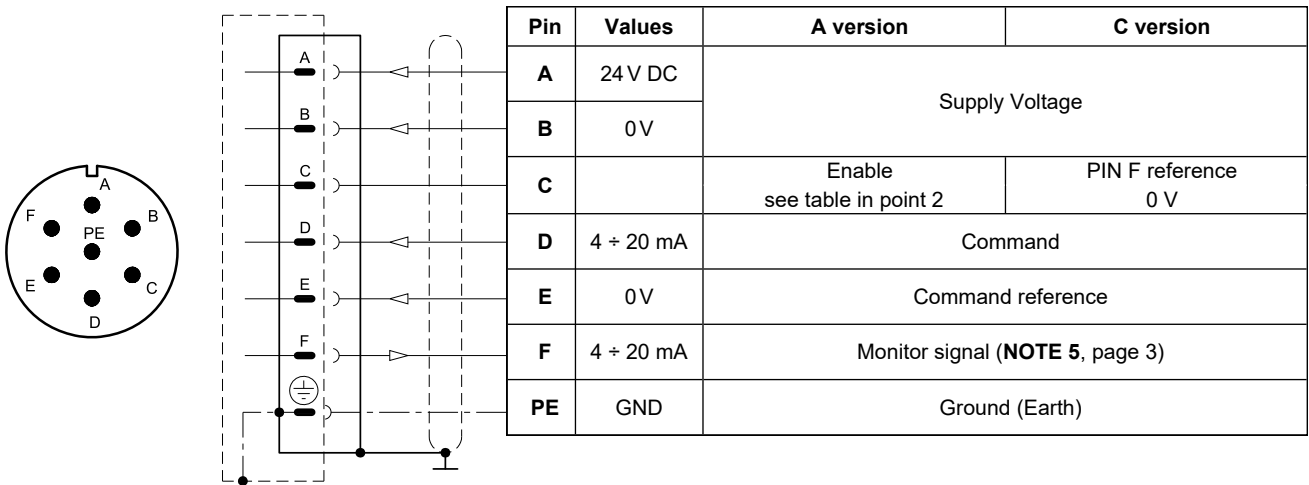 A
B
C
D
E
F
PE
A
B
C
D
E
F
Pin Values A version C version
A 24 V DC
Supply Voltage
B 0 V
C Enable
see table in point 2
PIN F reference
0 V
D 4 ÷ 20 mA Command
E 0 V Command reference
F 4 ÷ 20 mA Monitor signal (NOTE 5, page 3)
PE GND Ground (Earth)